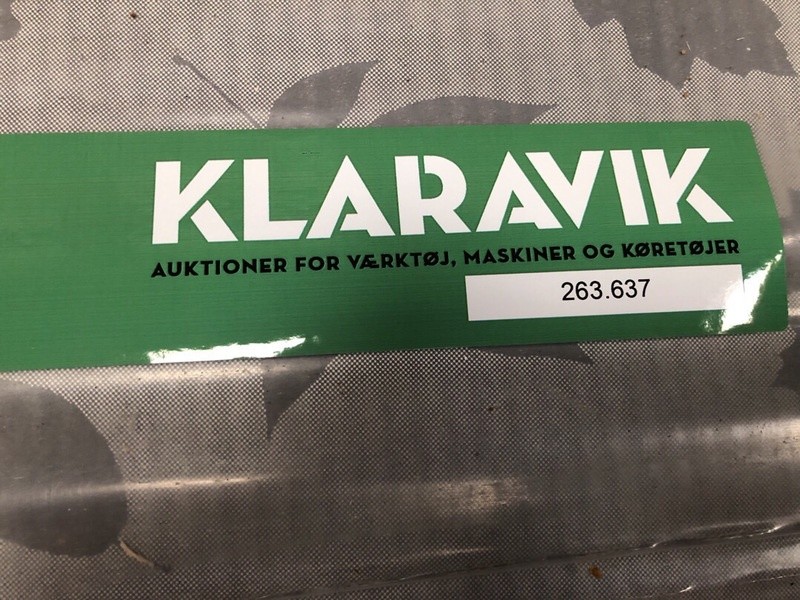 KLARAVIK
AUKTIONER FOR VÆRKTØJ, MASKINER OG KØRETØJER
263.637